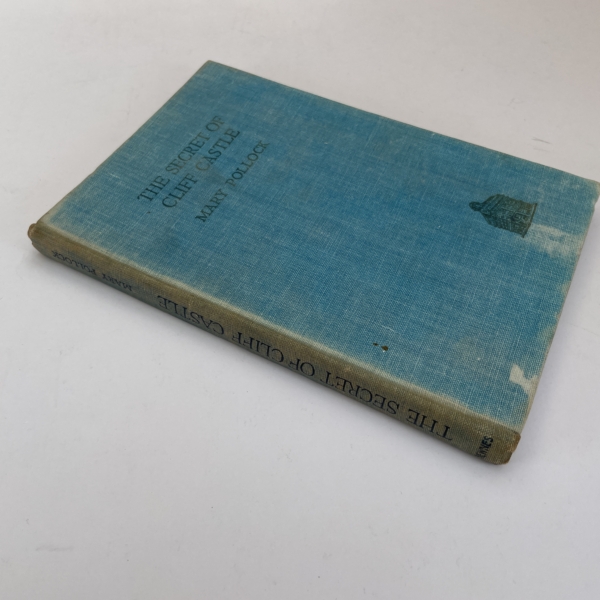 THE SECRET OF
CLIFF CASTLE
MARY POLLOCK
THE SECRET OF CLIFF CASTLE
MARY POLLOCK